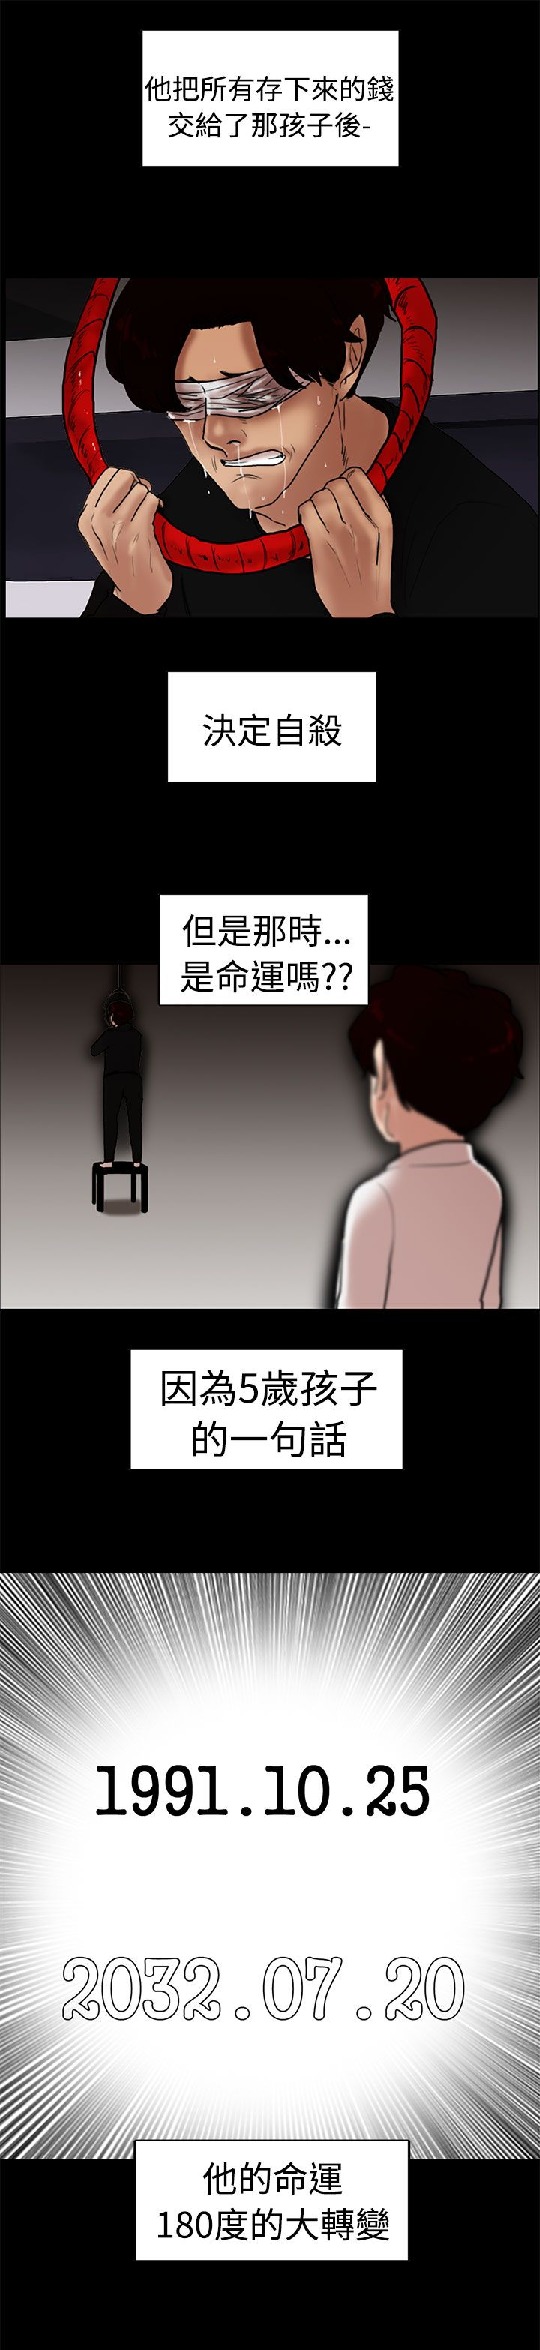 他把所有存下來的錢
交給了那孩子後-
決定自殺
但是那時...
是命運嗎??
因為5歲孩子
的一句話
1991.10.25
2032.07.20
他的命運
180度的大轉變